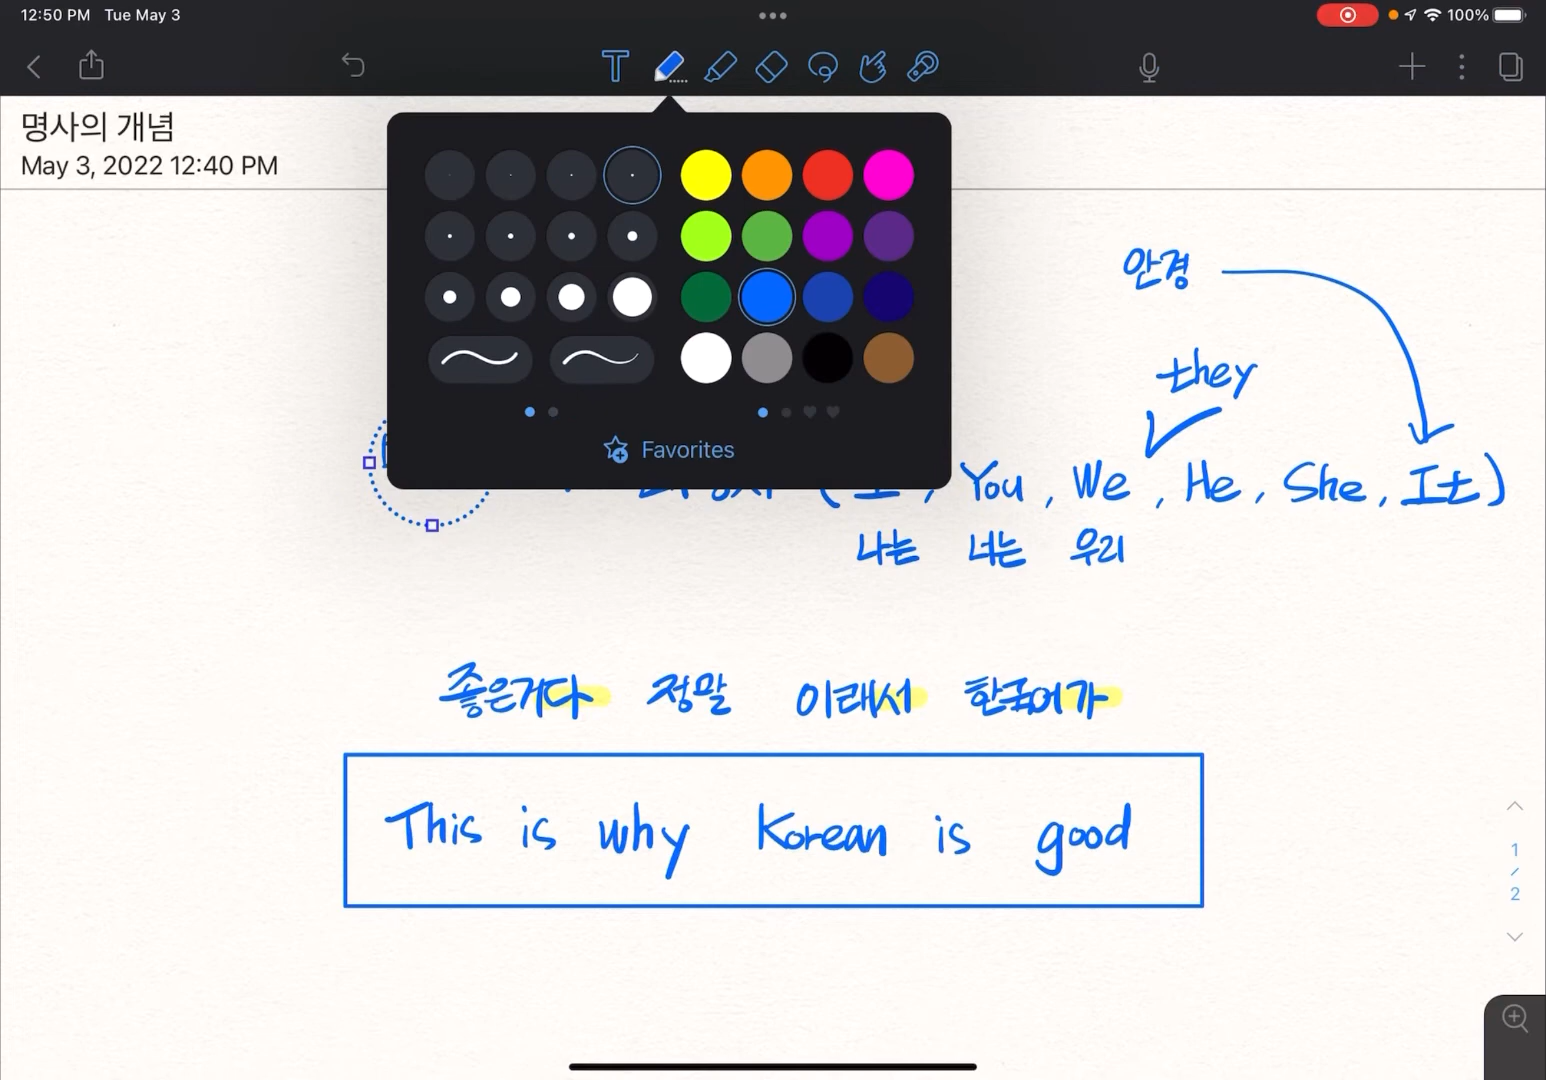 12:50 PM Tue May 3
100%
명사의 개념
May 3, 2022 12:40 PM
Favorites
안경
they
You , We , He , She , It )
나는 너는 우리
좋은거다 정말 이래서 한국어가
This is why Korean is good
1
/
2